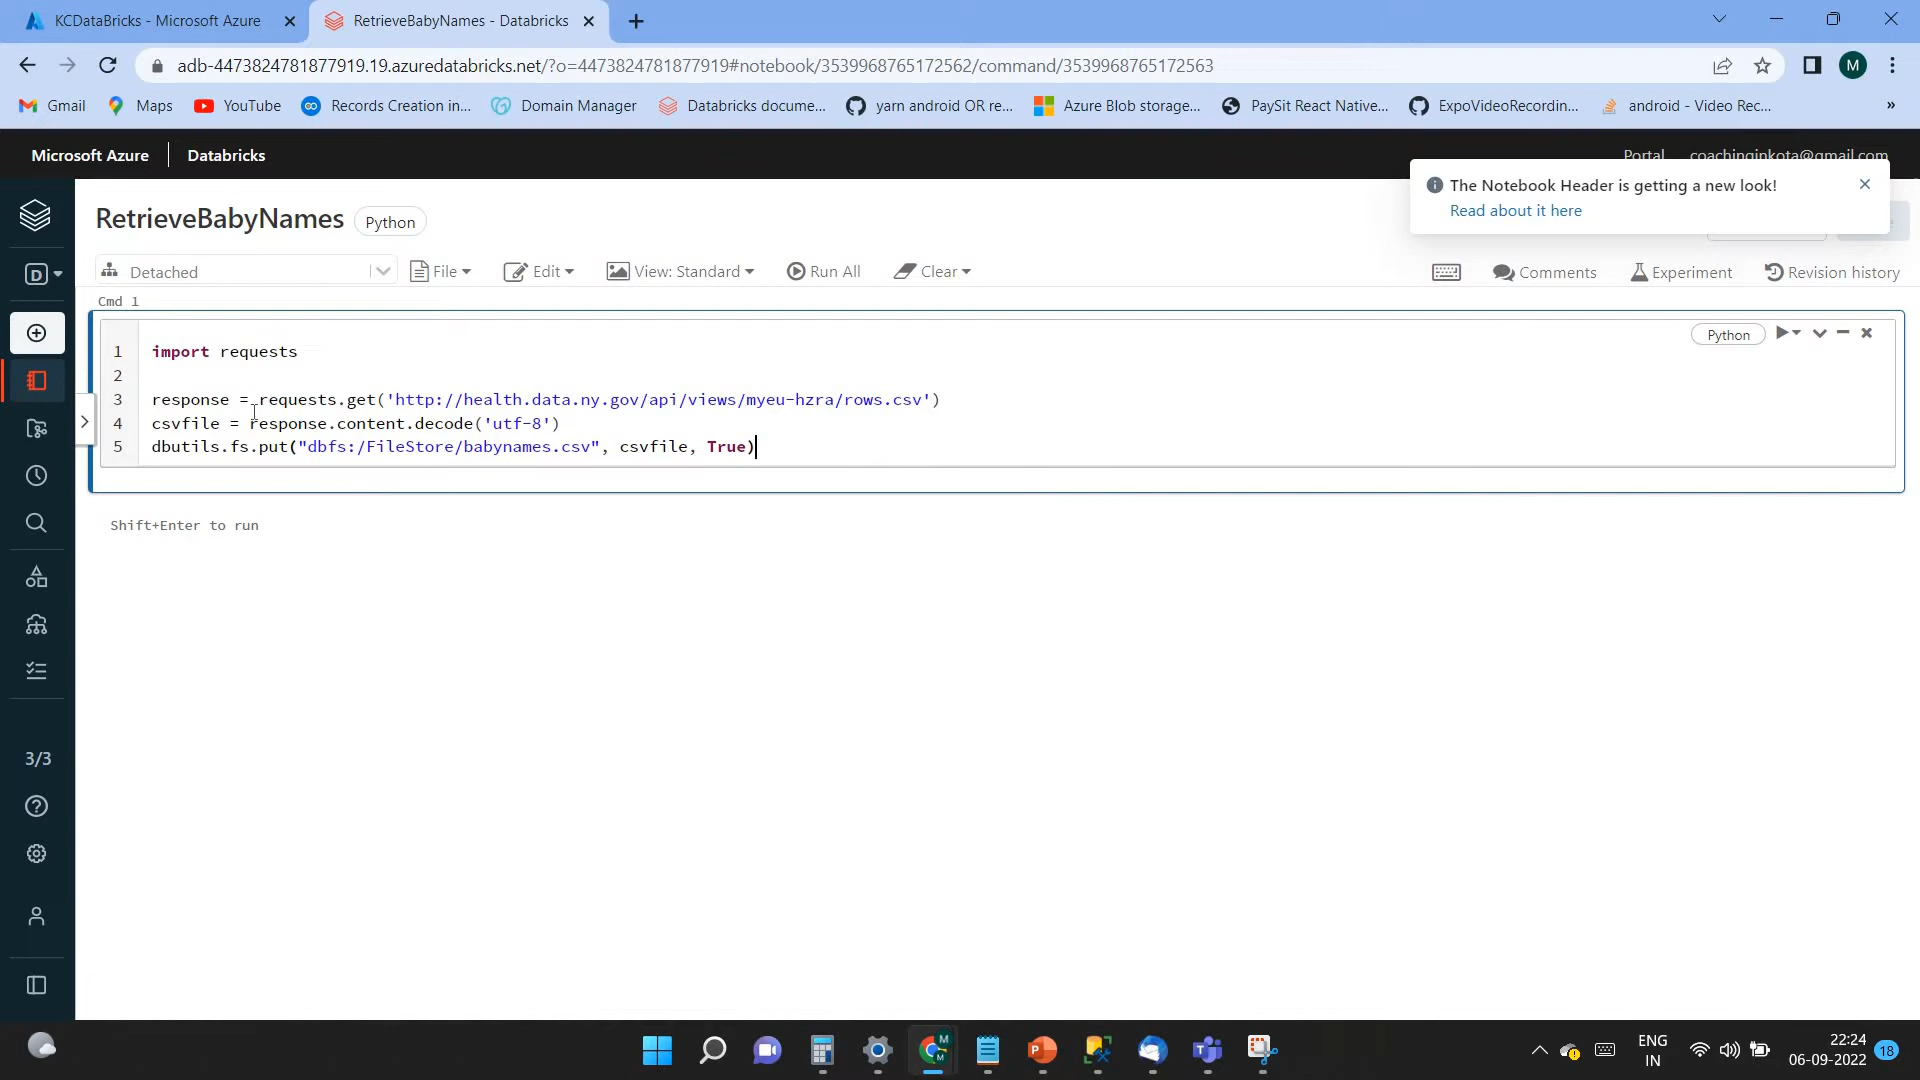 KCDataBricks - Microsoft Azure
RetrieveBabyNames - Databricks
adb-4473824781877919.19.azuredatabricks.net/?o=4473824781877919#notebook/3539968765172562/command/3539968765172563
M
Gmail
Maps
YouTube
Records Creation in...
Domain Manager
Databricks docume...
yarn android OR re...
Azure Blob storage...
PaySit React Native...
ExpoVideoRecordin...
android - Video Rec...
»
Microsoft Azure
Databricks
Portal
coachinginkota@gmail.com
The Notebook Header is getting a new look!
Read about it here
RetrieveBabyNames
Python
Detached
File
Edit
View: Standard
Run All
Clear
Comments
Experiment
Revision history
D
Cmd 1
Python
1 import requests
2
3 response = requests.get('http://health.data.ny.gov/api/views/myeu-hzra/rows.csv')
4 csvfile = response.content.decode('utf-8')
5 dbutils.fs.put("dbfs:/FileStore/babynames.csv", csvfile, True)
Shift+Enter to run
3/3
ENG
IN
22:24
06-09-2022
18